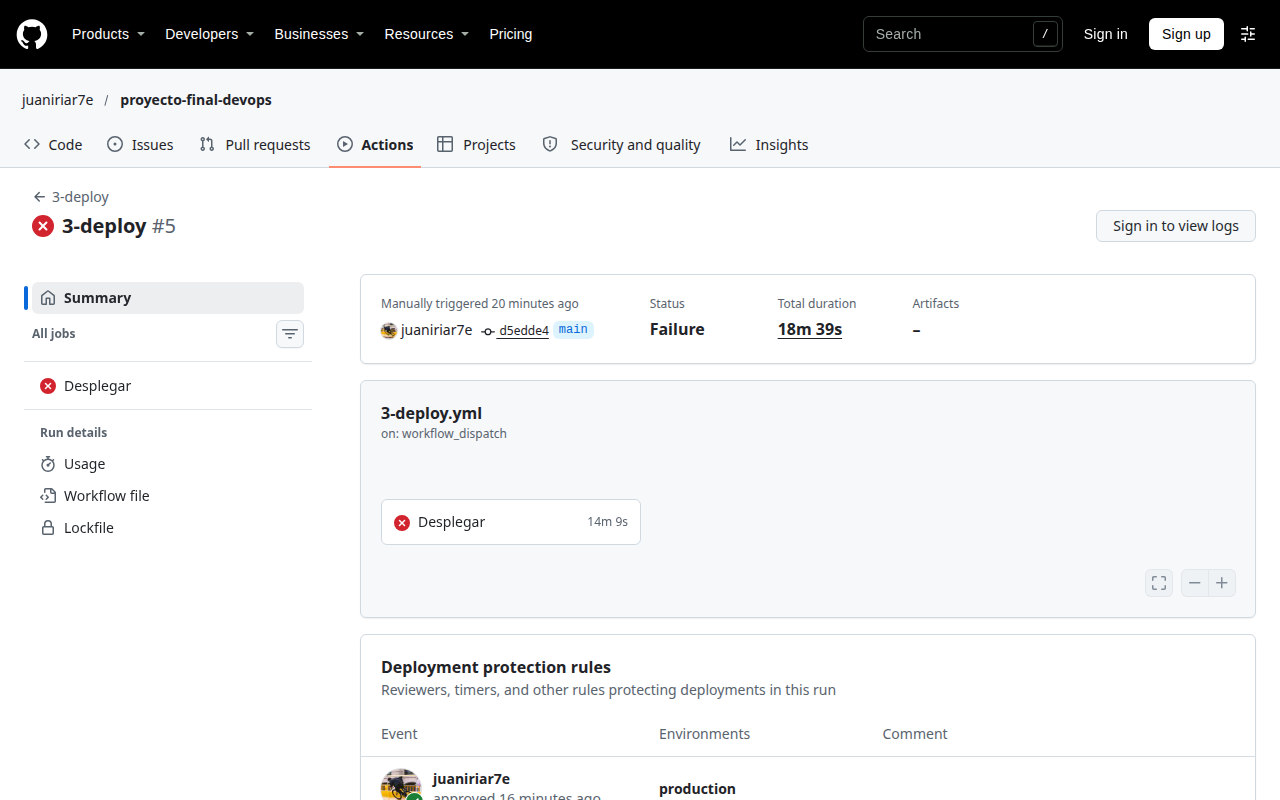 Products Developers Businesses Resources Pricing Search / Sign in Sign up
juaniriar7e / proyecto-final-devops
Code Issues Pull requests Actions Projects Security and quality Insights
3-deploy
3-deploy #5
Sign in to view logs
Summary
All jobs
Desplegar
Run details
Usage
Workflow file
Lockfile
Manually triggered 20 minutes ago Status Total duration Artifacts
juaniriar7e d5edde4 main Failure 18m 39s –
3-deploy.yml
on: workflow_dispatch
Desplegar 14m 9s
Deployment protection rules
Reviewers, timers, and other rules protecting deployments in this run
Event Environments Comment
juaniriar7e
approved 16 minutes ago
production